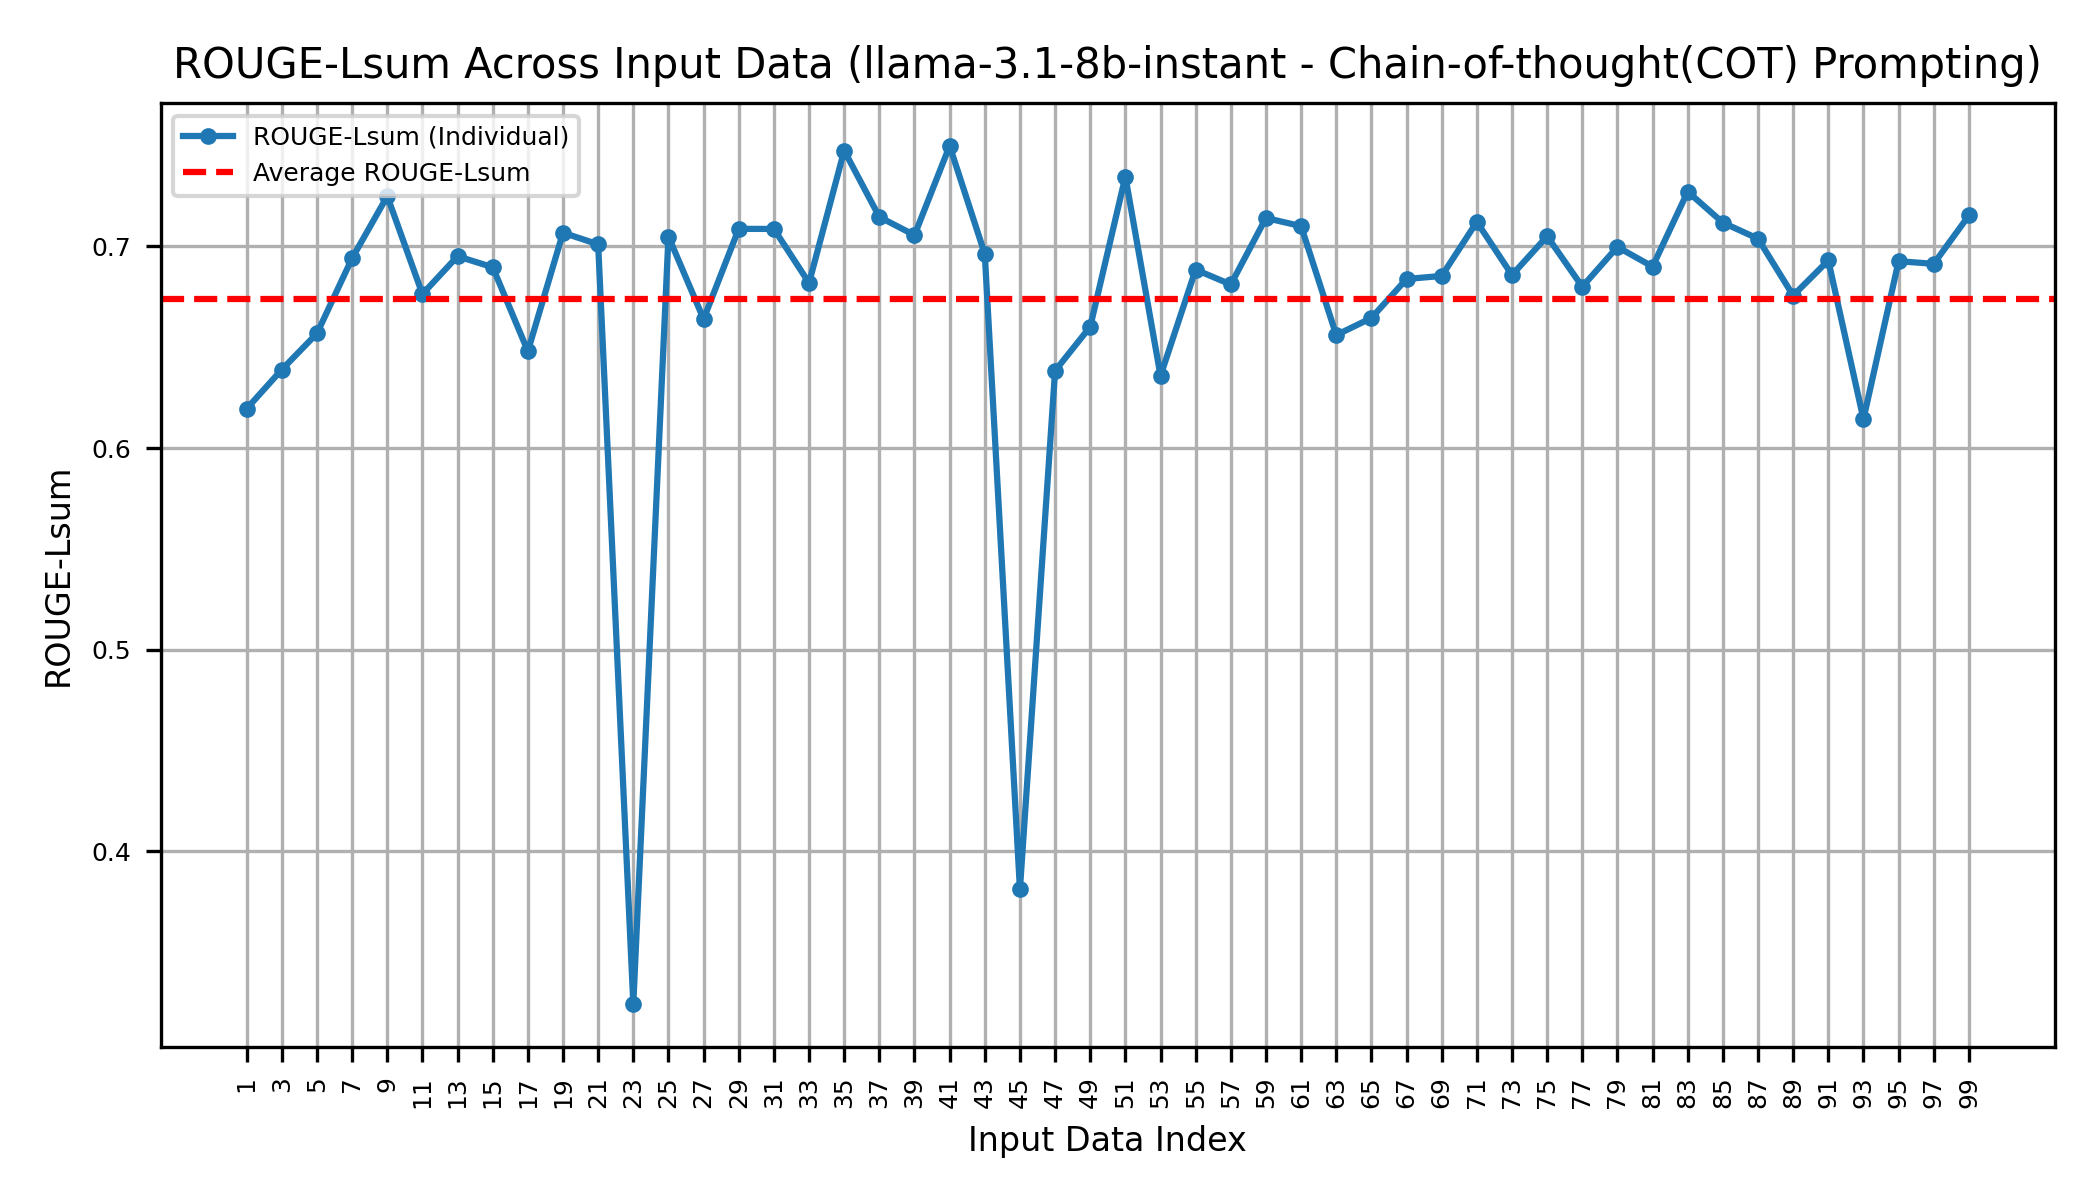 ROUGE-Lsum Across Input Data (llama-3.1-8b-instant - Chain-of-thought(COT) Prompting)
ROUGE-Lsum (Individual)
Average ROUGE-Lsum
ROUGE-Lsum
0.7
0.6
0.5
0.4
1 3 5 7 9 11 13 15 17 19 21 23 25 27 29 31 33 35 37 39 41 43 45 47 49 51 53 55 57 59 61 63 65 67 69 71 73 75 77 79 81 83 85 87 89 91 93 95 97 99
Input Data Index